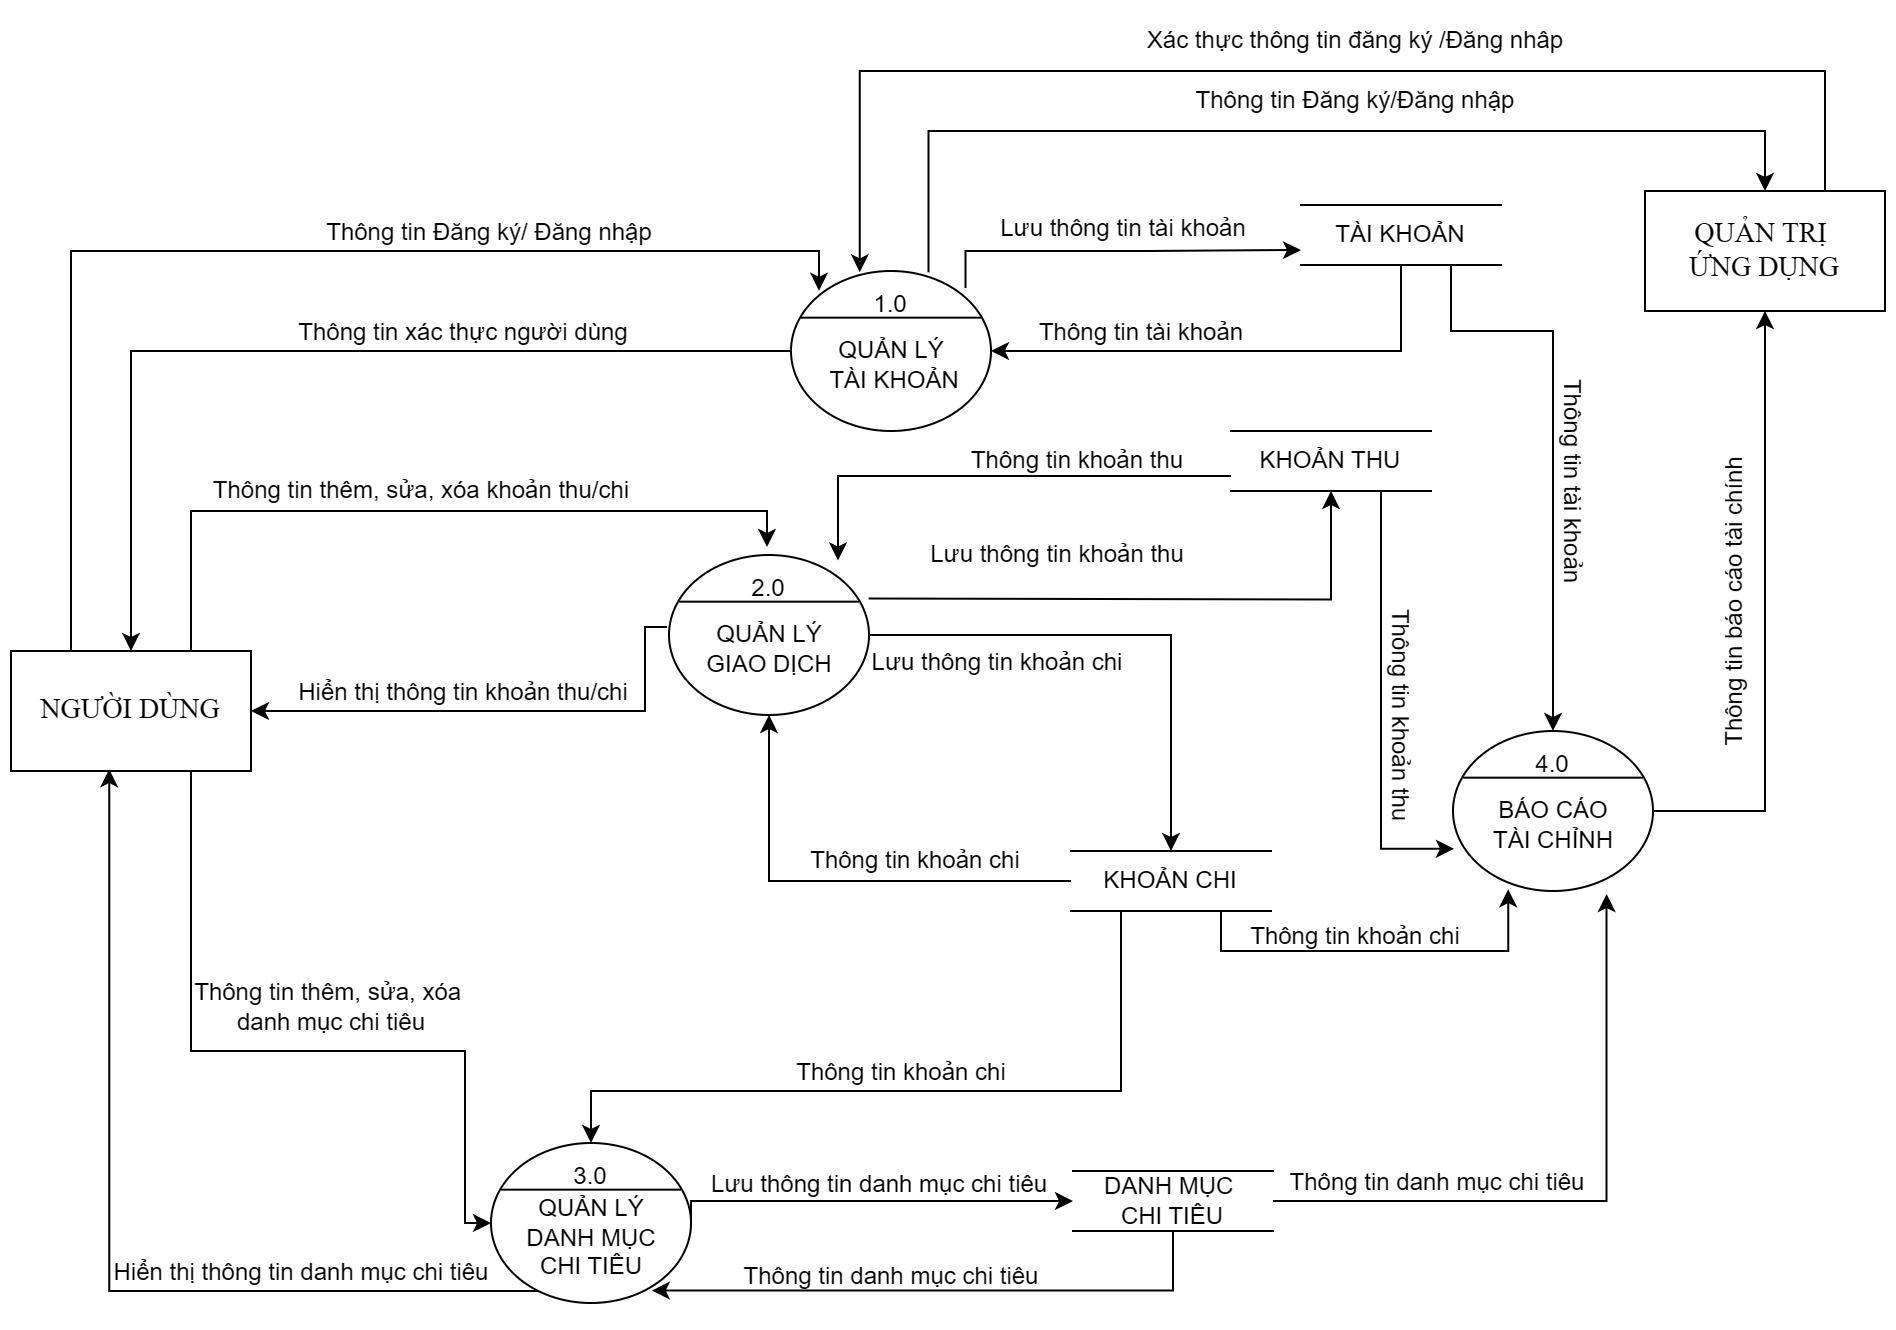 Xác thực thông tin đăng ký /Đăng nhâp
Thông tin Đăng ký/Đăng nhập
Thông tin Đăng ký/ Đăng nhập
Lưu thông tin tài khoản
TÀI KHOẢN
QUẢN TRỊ
ỨNG DỤNG
1.0
QUẢN LÝ
TÀI KHOẢN
Thông tin xác thực người dùng
Thông tin tài khoản
Thông tin tài khoản
Thông tin khoản thu
KHOẢN THU
Thông tin thêm, sửa, xóa khoản thu/chi
Lưu thông tin khoản thu
Thông tin báo cáo tài chính
2.0
QUẢN LÝ
GIAO DỊCH
Lưu thông tin khoản chi
Thông tin khoản thu
Hiển thị thông tin khoản thu/chi
NGƯỜI DÙNG
4.0
BÁO CÁO
TÀI CHỈNH
Thông tin khoản chi
KHOẢN CHI
Thông tin khoản chi
Thông tin thêm, sửa, xóa
danh mục chi tiêu
Thông tin khoản chi
3.0
QUẢN LÝ
DANH MỤC
CHI TIÊU
Lưu thông tin danh mục chi tiêu
DANH MỤC
CHI TIÊU
Thông tin danh mục chi tiêu
Hiển thị thông tin danh mục chi tiêu
Thông tin danh mục chi tiêu